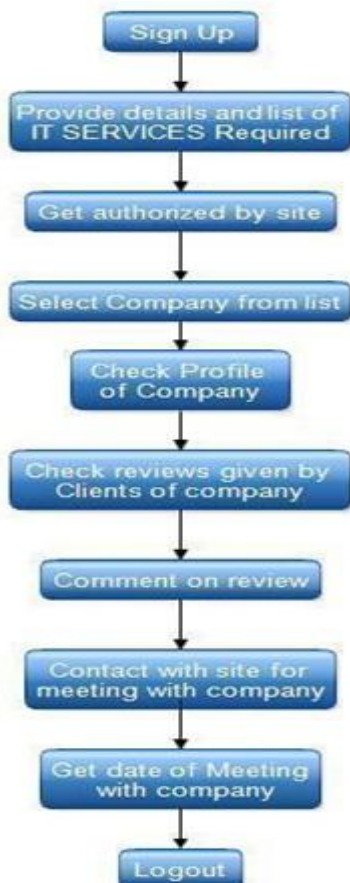 Sign Up
Provide details and list of
IT SERVICES Required
Get authorized by site
Select Company from list
Check Profile
of Company
Check reviews given by
Clients of company
Comment on review
Contact with site for
meeting with company
Get date of Meeting
with company
Logout